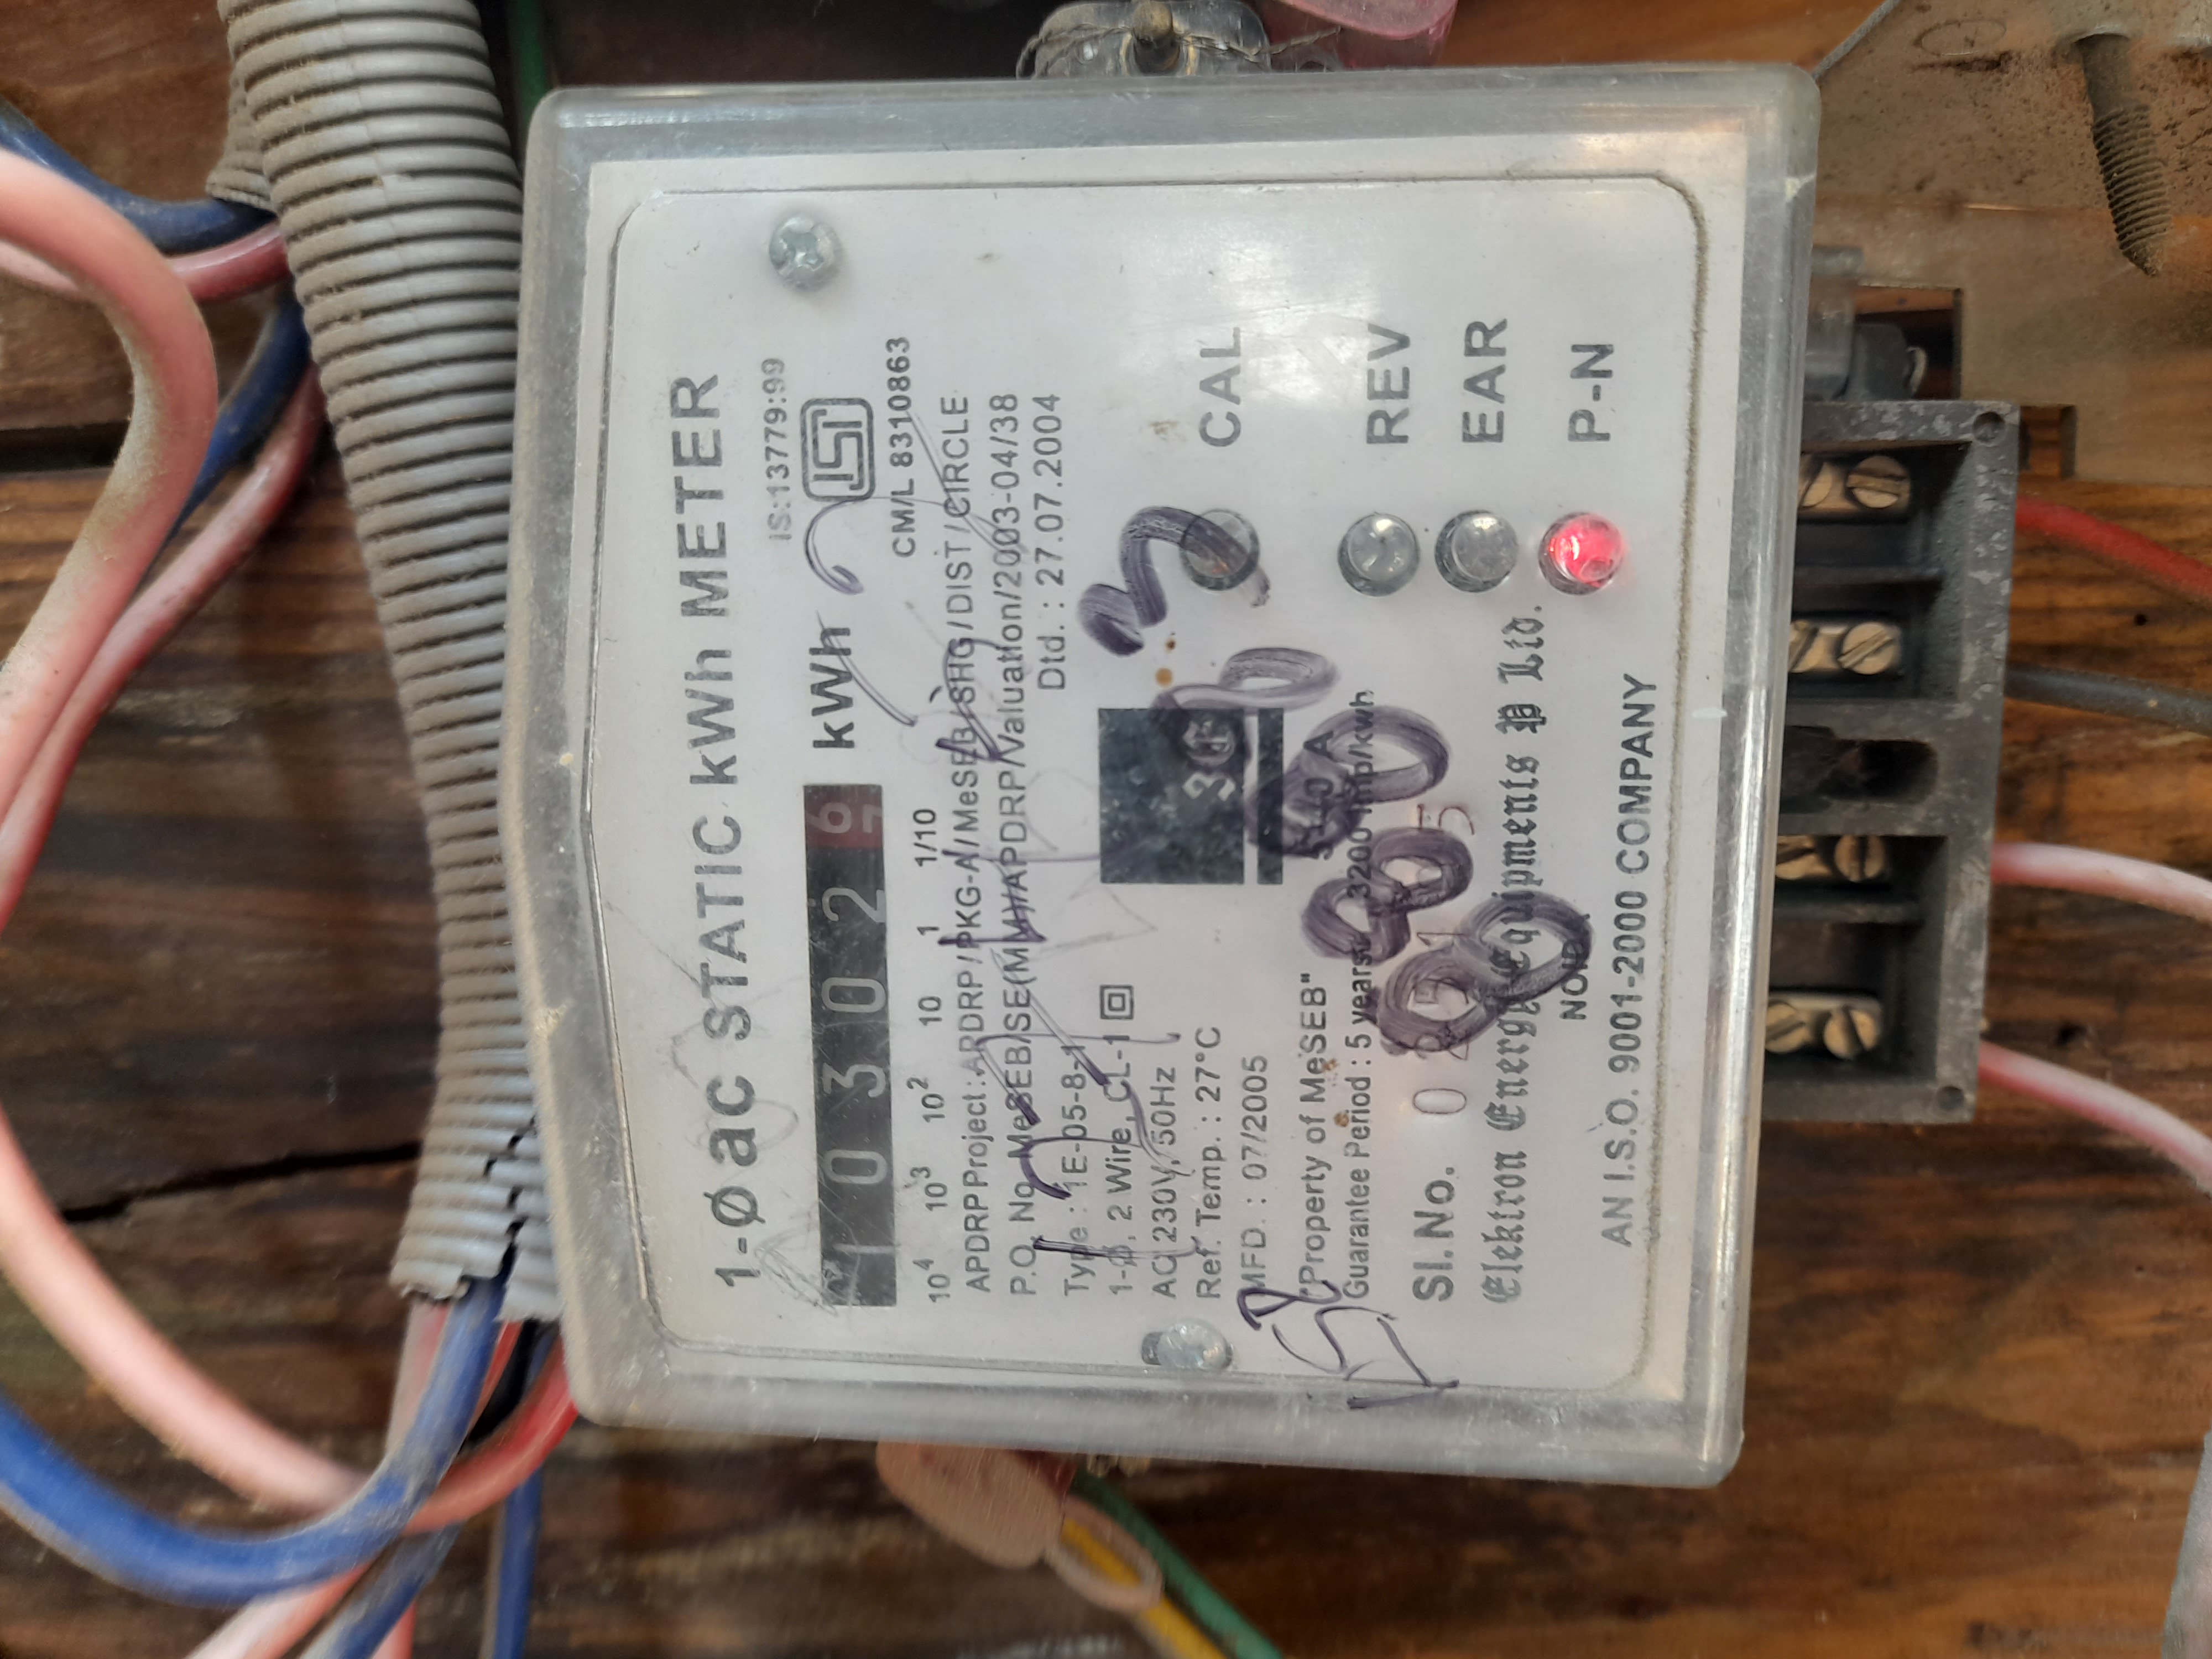 1-Ø ac STATIC kWh METER
IS:13779:99
1 0 3 0 2 kWh
CM/L 8310863
10⁴ 10³ 10² 10 1 1/10
APDRP Project : APDRP/PKG-A/MeSEB/SHG/DIST/CIRCLE
P.O. No. MeSEB/SE(MM)/APDRP/Valuation/2003-04/38
Dtd. : 27.07.2004
Type : 1E-05-8-1
1-Ø, 2 Wire, CL-1
AC 230V, 50Hz
Ref. Temp. : 27°C
MFD. : 07/2005
"Property of MeSEB"
Guarantee Period : 5 years 3200 imp/kwh
Sl.No.
Elektron Energy Equipments P Ltd.
AN I.S.O. 9001-2000 COMPANY
CAL
REV
EAR
P-N